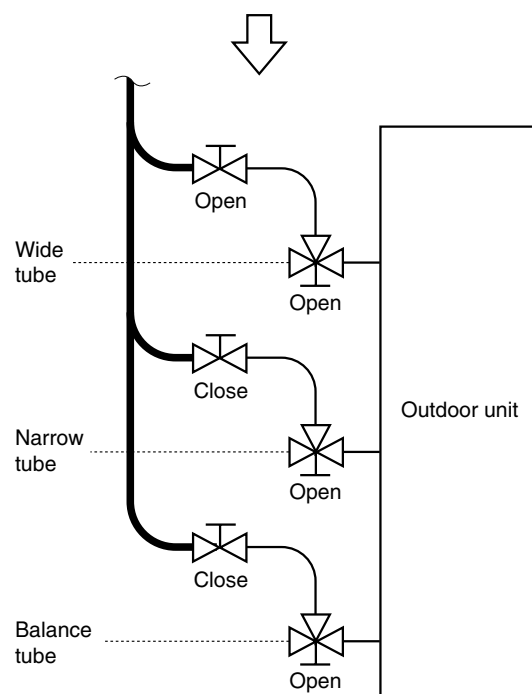 Open
Wide
tube
Open
Close
Outdoor unit
Narrow
tube
Open
Close
Balance
tube
Open